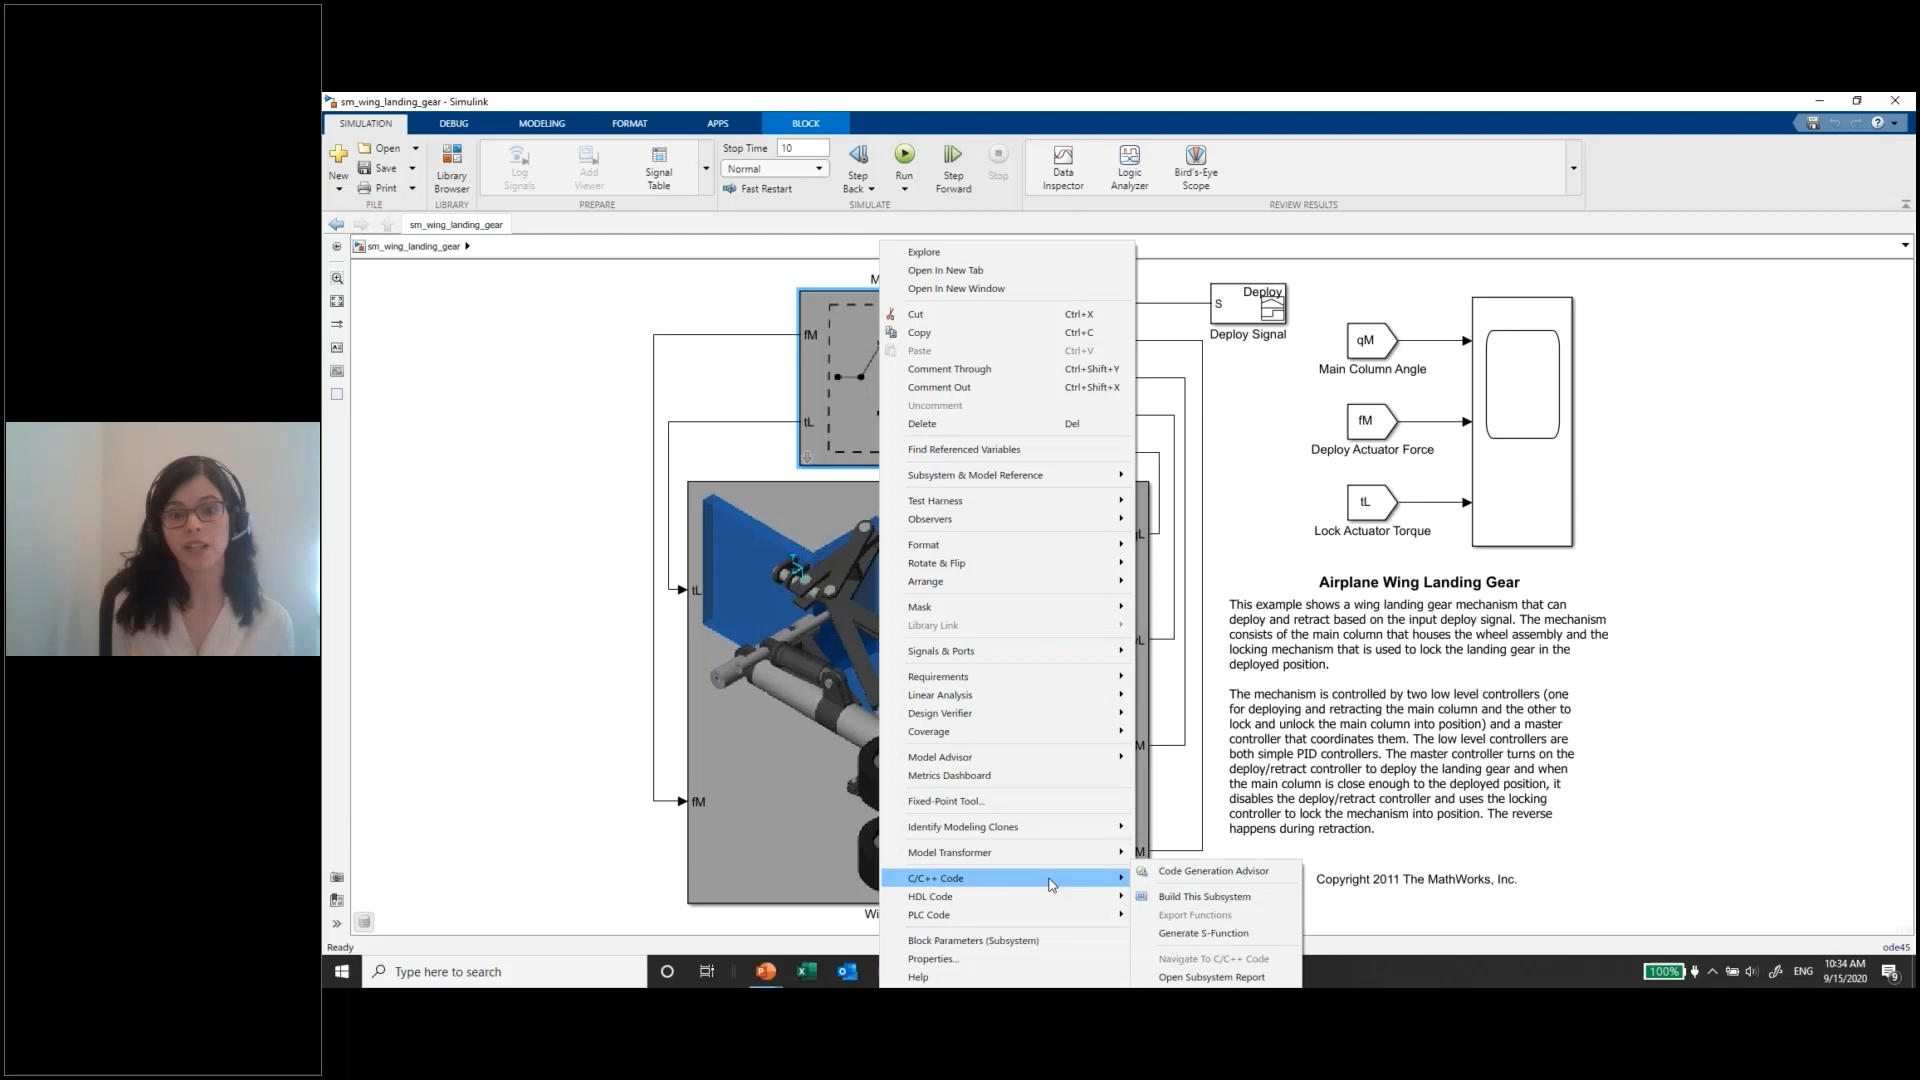 sm_wing_landing_gear - Simulink
SIMULATION DEBUG MODELING FORMAT APPS BLOCK
New
Open
Save
Print
FILE
Library
Browser
LIBRARY
Log
Signals
Add
Viewer
Signal
Table
PREPARE
Stop Time 10
Normal
Fast Restart
Step
Back
Run
Step
Forward
Stop
SIMULATE
Data
Inspector
Logic
Analyzer
Bird's-Eye
Scope
REVIEW RESULTS
sm_wing_landing_gear
sm_wing_landing_gear
M
fM
tL
tL
fM
Wi
Explore
Open In New Tab
Open In New Window
Cut Ctrl+X
Copy Ctrl+C
Paste Ctrl+V
Comment Through Ctrl+Shift+Y
Comment Out Ctrl+Shift+X
Uncomment
Delete Del
Find Referenced Variables
Subsystem & Model Reference
Test Harness
Observers
Format
Rotate & Flip
Arrange
Mask
Library Link
Signals & Ports
Requirements
Linear Analysis
Design Verifier
Coverage
Model Advisor
Metrics Dashboard
Fixed-Point Tool...
Identify Modeling Clones
Model Transformer
C/C++ Code
HDL Code
PLC Code
Block Parameters (Subsystem)
Properties...
Help
Code Generation Advisor
Build This Subsystem
Export Functions
Generate S-Function
Navigate To C/C++ Code
Open Subsystem Report
M
M
S Deploy
Deploy Signal
qM
Main Column Angle
fM
Deploy Actuator Force
tL
Lock Actuator Torque
Airplane Wing Landing Gear
This example shows a wing landing gear mechanism that can
deploy and retract based on the input deploy signal. The mechanism
consists of the main column that houses the wheel assembly and the
locking mechanism that is used to lock the landing gear in the
deployed position.
The mechanism is controlled by two low level controllers (one
for deploying and retracting the main column and the other to
lock and unlock the main column into position) and a master
controller that coordinates them. The low level controllers are
both simple PID controllers. The master controller turns on the
deploy/retract controller to deploy the landing gear and when
the main column is close enough to the deployed position, it
disables the deploy/retract controller and uses the locking
controller to lock the mechanism into position. The reverse
happens during retraction.
Copyright 2011 The MathWorks, Inc.
Ready
ode45
Type here to search
100%
ENG
10:34 AM
9/15/2020
9